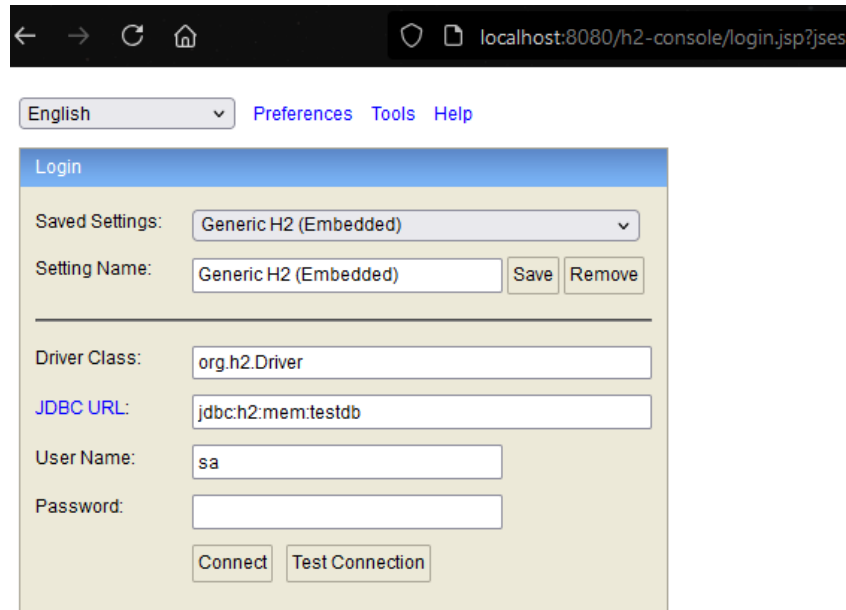 localhost:8080/h2-console/login.jsp?jses
English Preferences Tools Help
Login
Saved Settings: Generic H2 (Embedded)
Setting Name: Generic H2 (Embedded) Save Remove
Driver Class: org.h2.Driver
JDBC URL: jdbc:h2:mem:testdb
User Name: sa
Password:
Connect Test Connection